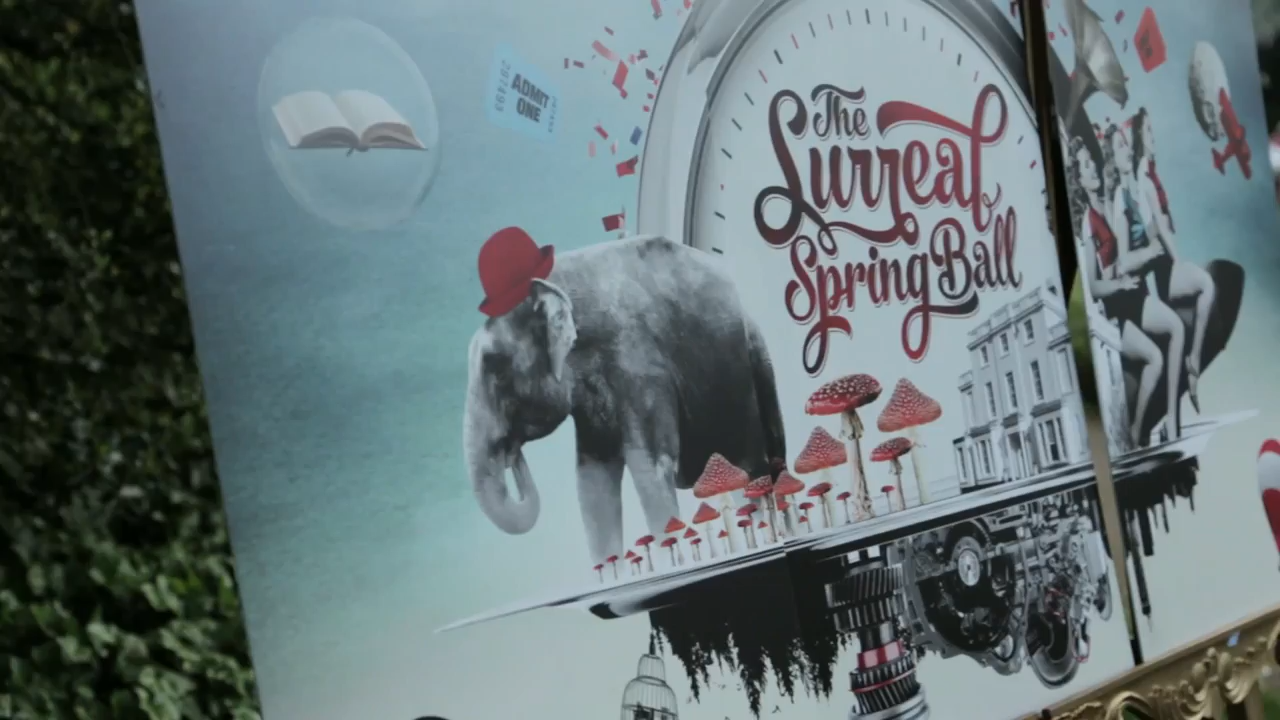 ADMIT
ONE
The
Surreal
Spring Ball